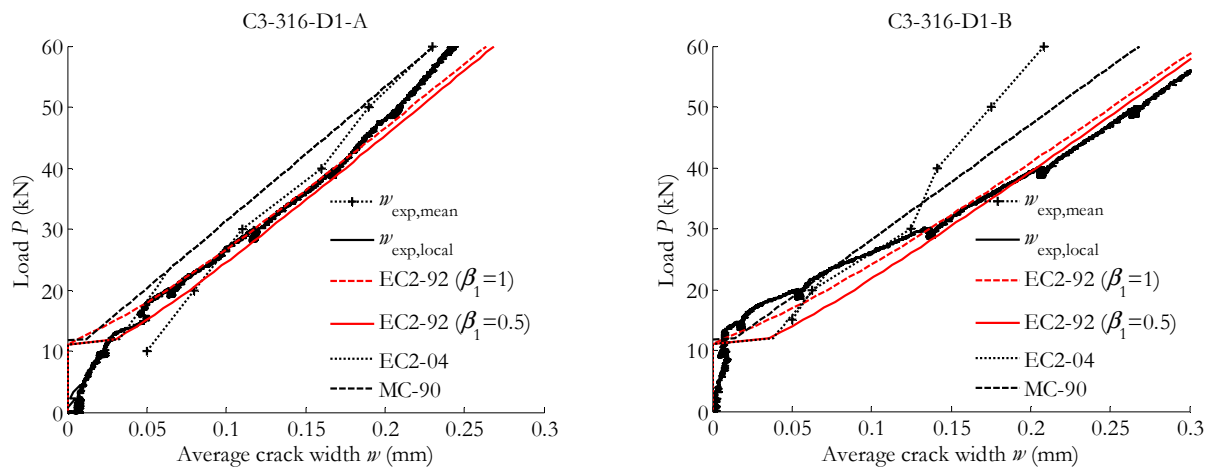 C3-316-D1-A
60
50
40
30
20
10
0
Load P (kN)
w exp,mean
w exp,local
EC2-92 (β1=1)
EC2-92 (β1=0.5)
EC2-04
MC-90
0 0.05 0.1 0.15 0.2 0.25 0.3
Average crack width w (mm)
C3-316-D1-B
60
50
40
30
20
10
0
Load P (kN)
w exp,mean
w exp,local
EC2-92 (β1=1)
EC2-92 (β1=0.5)
EC2-04
MC-90
0 0.05 0.1 0.15 0.2 0.25 0.3
Average crack width w (mm)